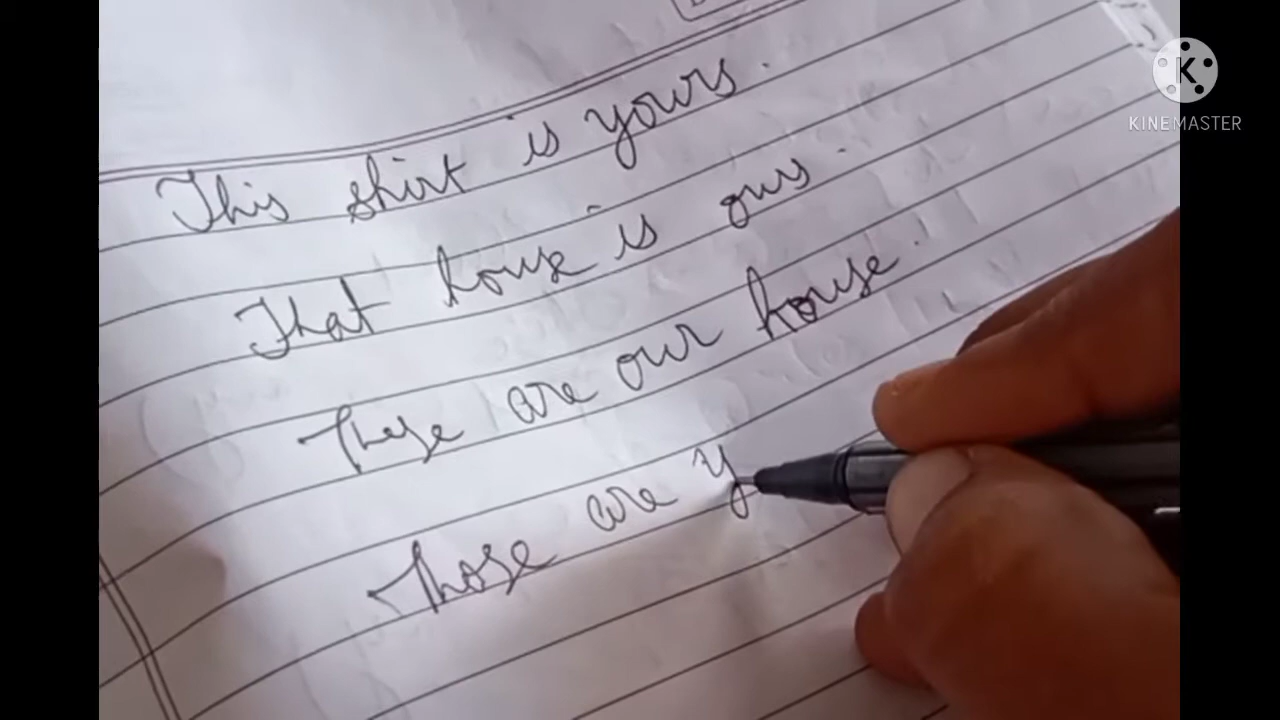 This shirt is yours.
That house is ours.
These are our house.
Those are y
K
KINEMASTER